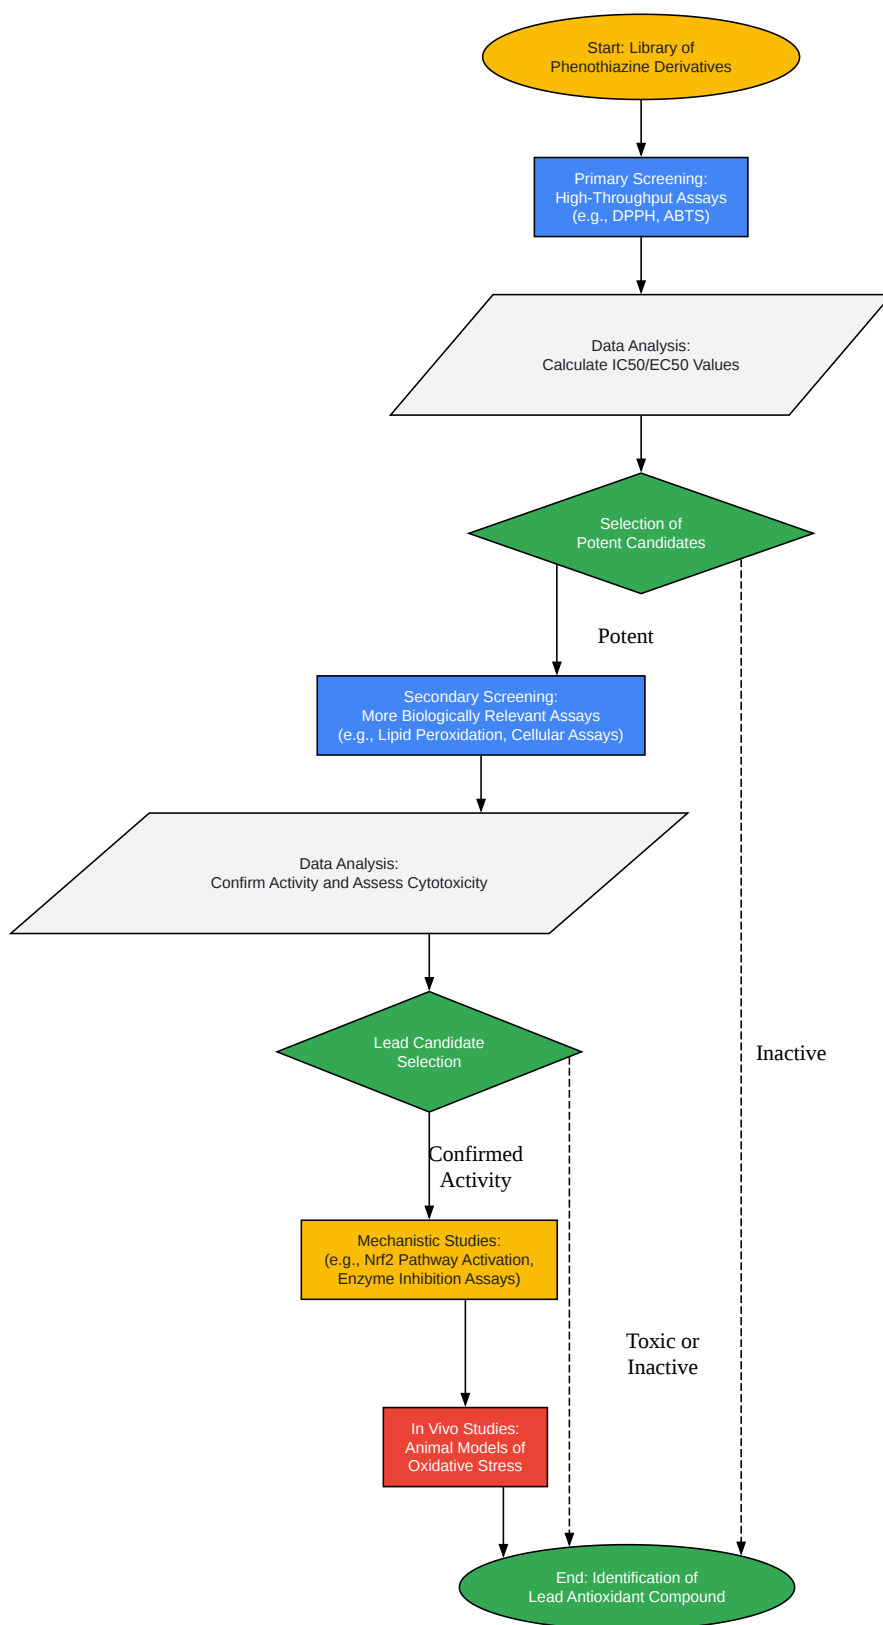 Start: Library of
Phenothiazine Derivatives
Primary Screening:
High-Throughput Assays
(e.g., DPPH, ABTS)
Data Analysis:
Calculate IC50/EC50 Values
Selection of
Potent Candidates
Potent
Secondary Screening:
More Biologically Relevant Assays
(e.g., Lipid Peroxidation, Cellular Assays)
Data Analysis:
Confirm Activity and Assess Cytotoxicity
Lead Candidate
Selection
Inactive
Confirmed
Activity
Mechanistic Studies:
(e.g., Nrf2 Pathway Activation,
Enzyme Inhibition Assays)
Toxic or
Inactive
In Vivo Studies:
Animal Models of
Oxidative Stress
End: Identification of
Lead Antioxidant Compound